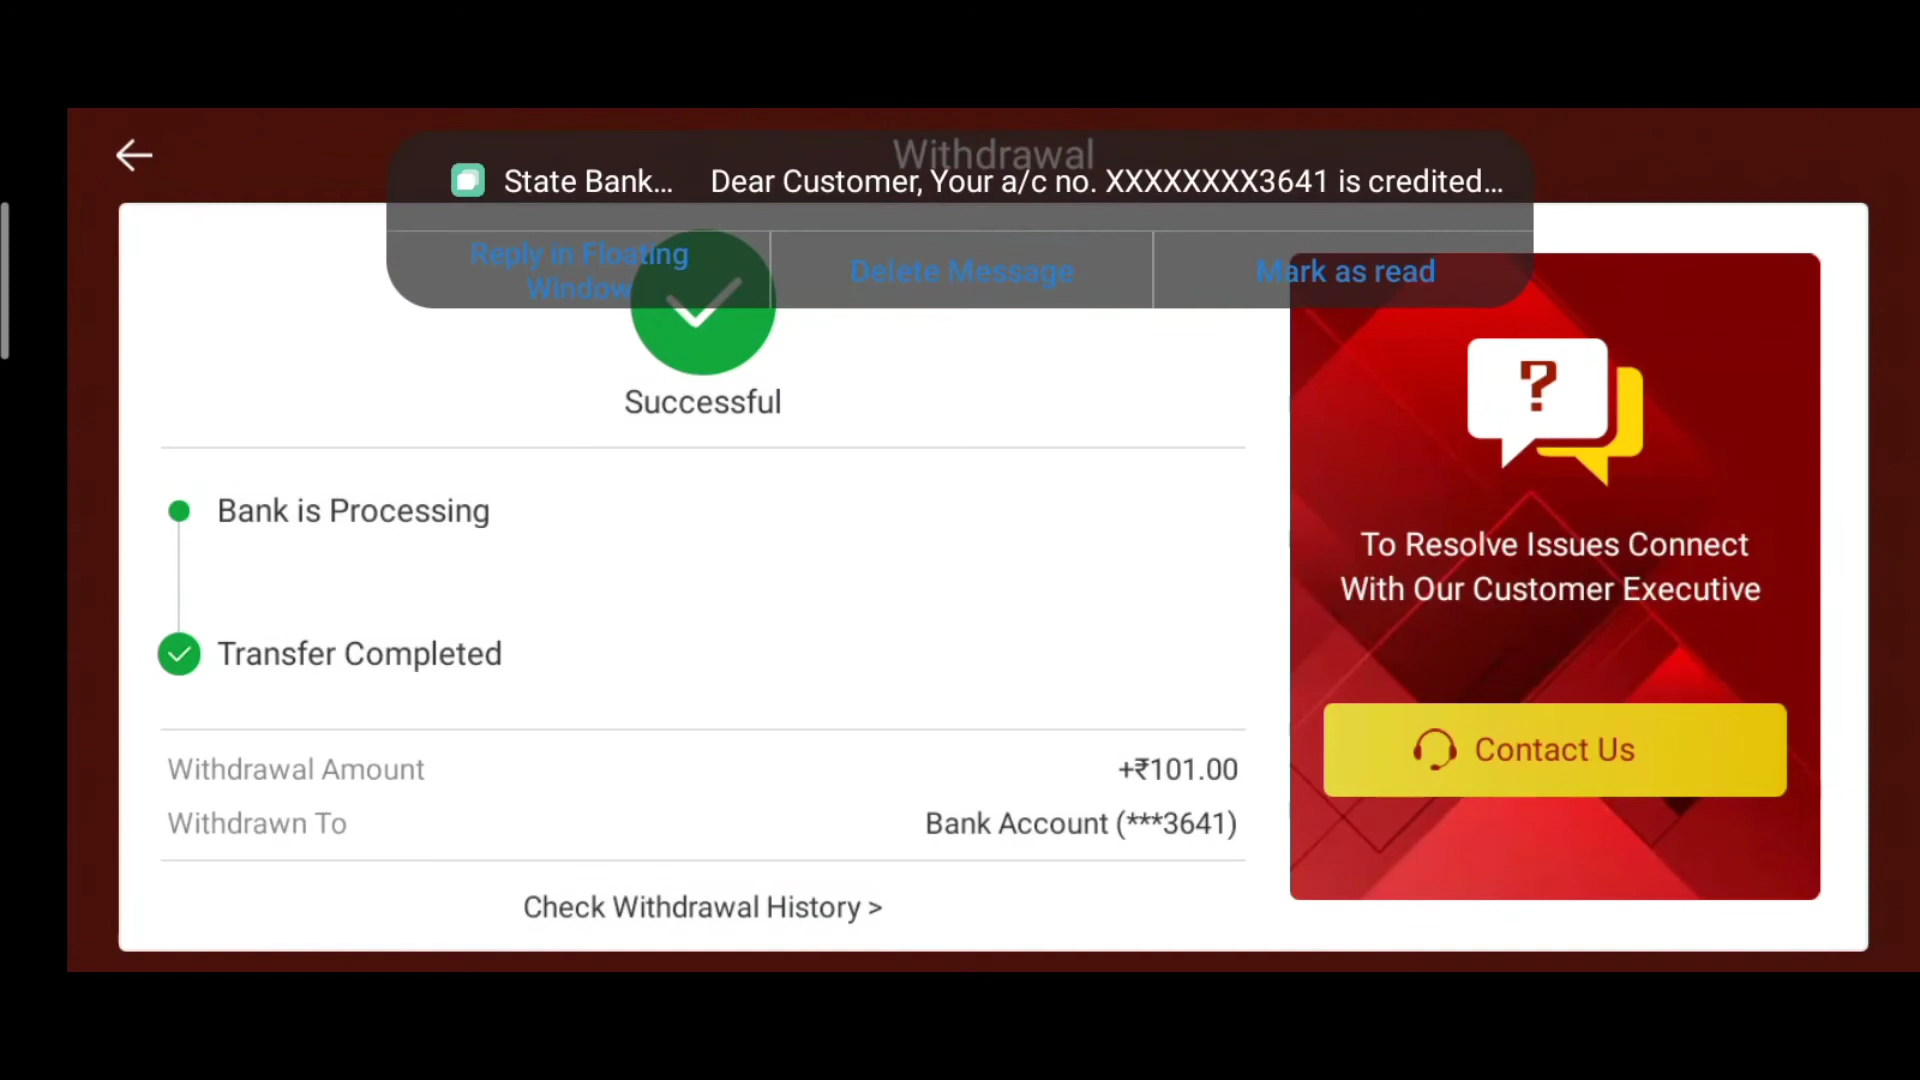 Withdrawal
State Bank... Dear Customer, Your a/c no. XXXXXXXX3641 is credited...
Reply in Floating
Window
Delete Message
Mark as read
Successful
Bank is Processing
Transfer Completed
Withdrawal Amount +₹101.00
Withdrawn To Bank Account (***3641)
Check Withdrawal History >
?
To Resolve Issues Connect
With Our Customer Executive
Contact Us